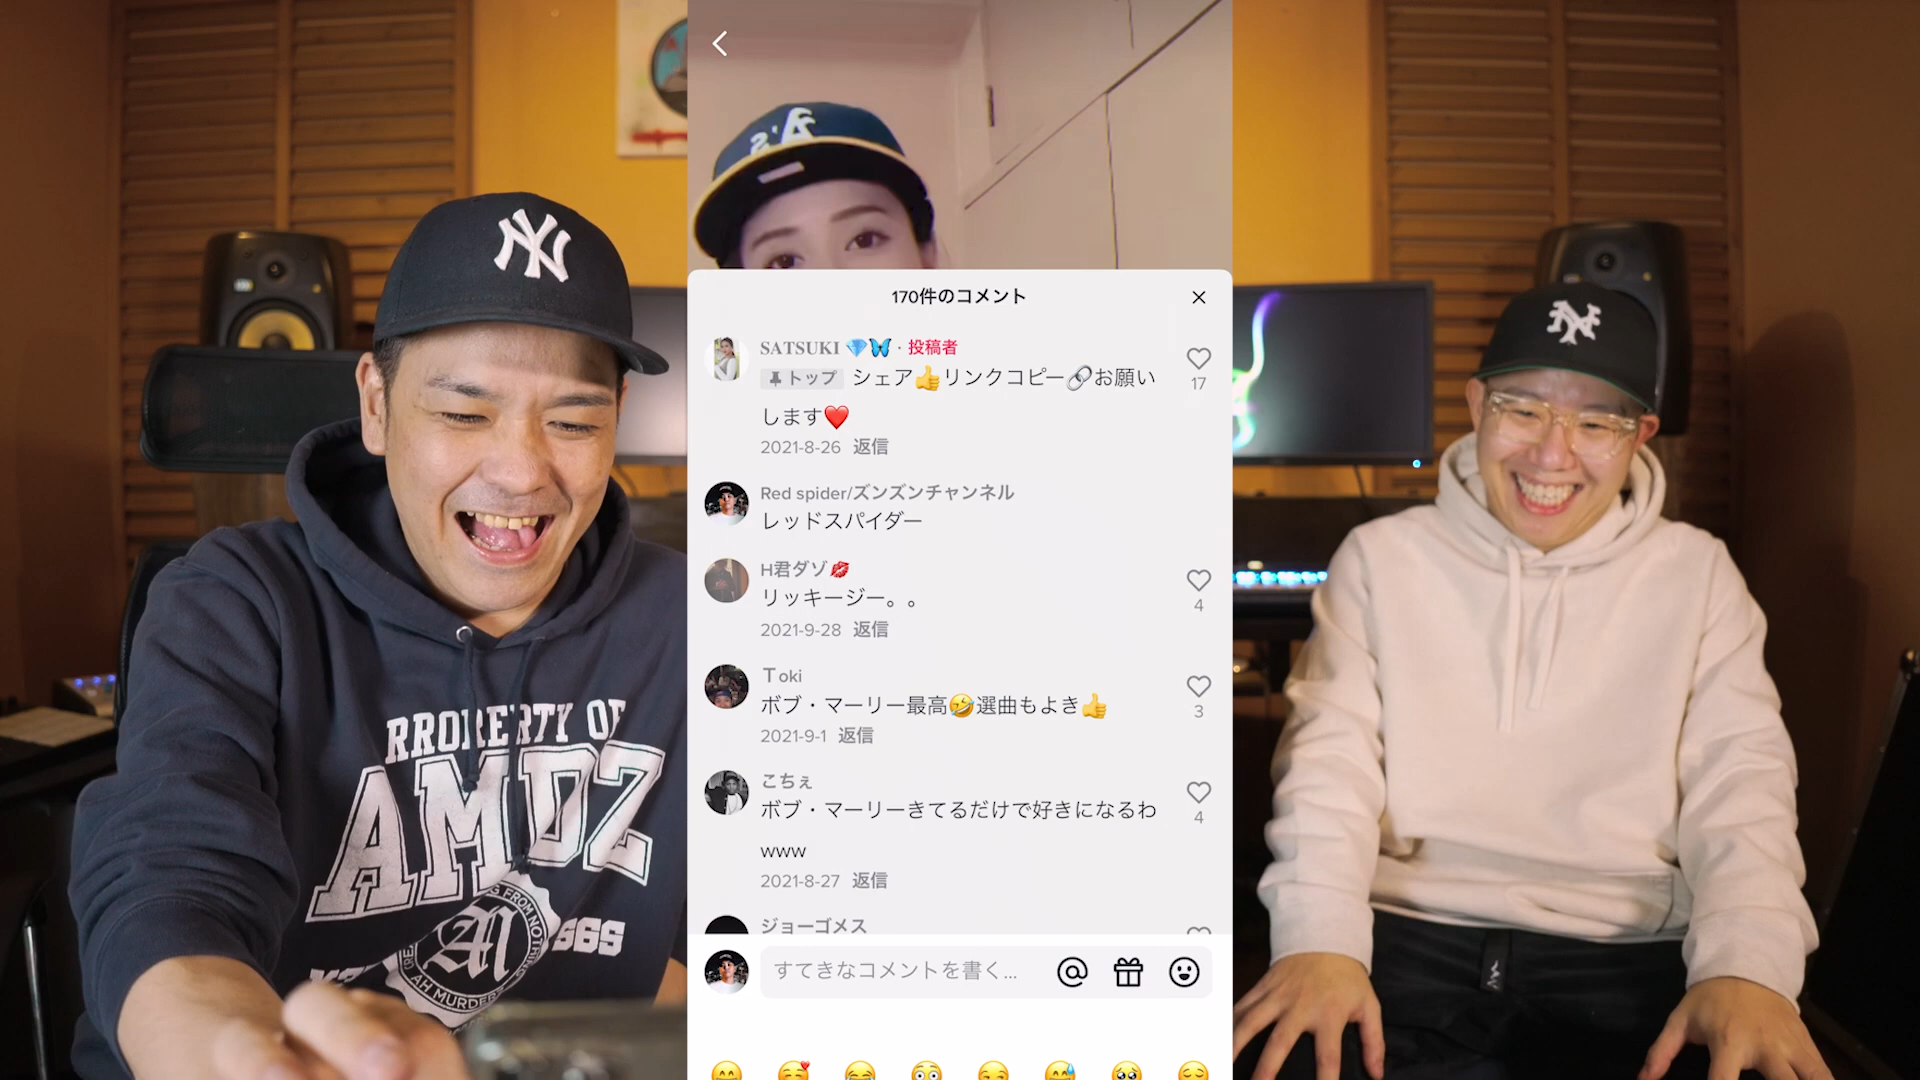 NY
A's
NY
170件のコメント
SATSUKI 💎🦋 · 投稿者
トップ シェア👍リンクコピー🔗お願い
します❤️
2021-8-26 返信
17
Red spider/ズンズンチャンネル
レッドスパイダー
H君ダゾ💋
リッキージー。。
2021-9-28 返信
4
Toki
ボブ・マーリー最高🤣選曲もよき👍
2021-9-1 返信
3
こちぇ
ボブ・マーリーきてるだけで好きになるわ
www
2021-8-27 返信
4
ジョーゴメス
すてきなコメントを書く...
RRORERTY OF
AMDZ